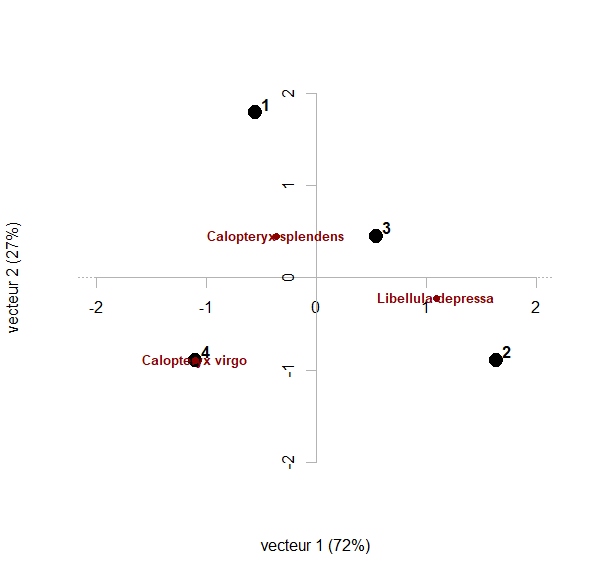 2
1
1
3
Calopteryx splendens
0
Libellula depressa
-2
-1
0
1
2
4
2
Calopteryx virgo
-1
-2
vecteur 2 (27%)
vecteur 1 (72%)